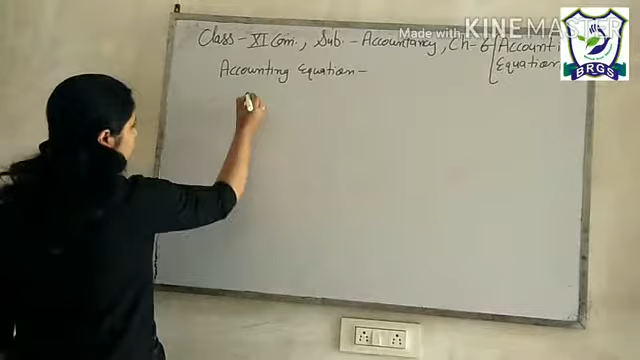 Made with KINEMASTER
Class - XI Com., Sub. - Accountancy, Ch - 6 [Accounti
Equation
Accounting Equation -
BRGS